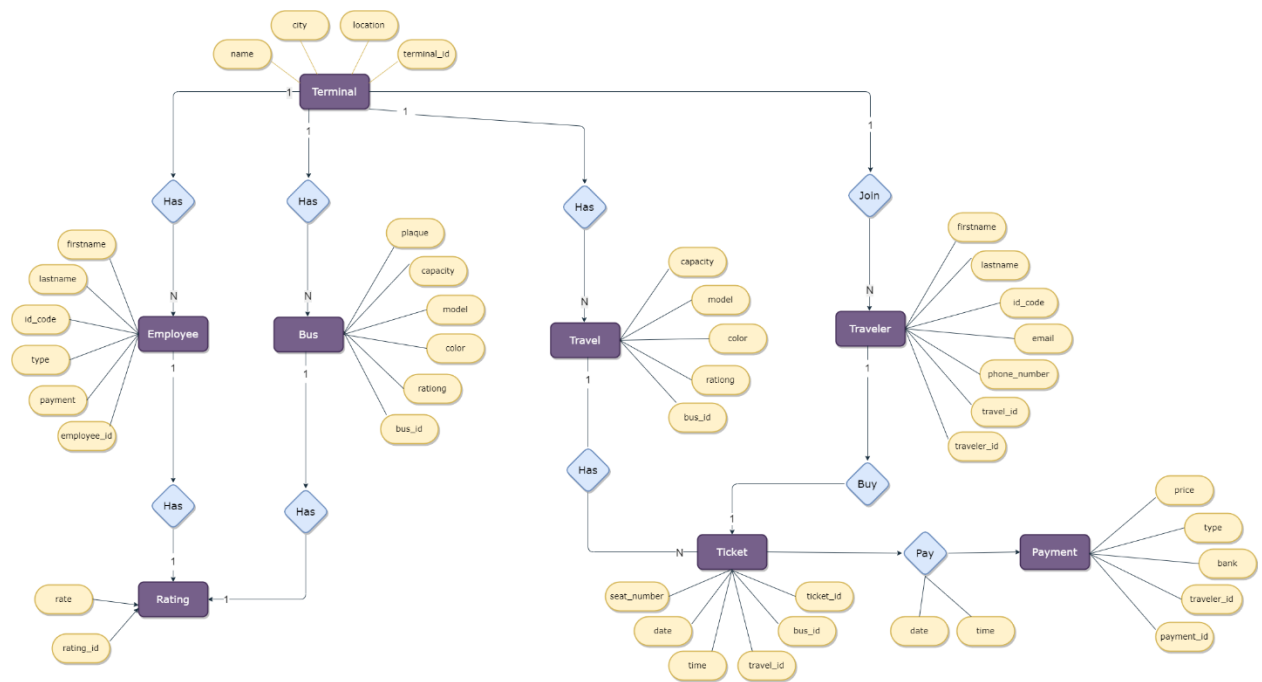 city
location
name
terminal_id
Terminal
1
1
1
1
Has
Has
Has
Join
firstname
lastname
id_code
type
payment
employee_id
N
Employee
1
plaque
capacity
model
color
rationg
bus_id
N
Bus
1
capacity
model
color
rationg
bus_id
N
Travel
1
firstname
lastname
id_code
email
phone_number
travel_id
traveler_id
N
Traveler
1
Has
Has
Has
Buy
1
1
rate
rating_id
Rating
N
1
Ticket
seat_number
date
time
travel_id
bus_id
ticket_id
Pay
date
time
Payment
price
type
bank
traveler_id
payment_id